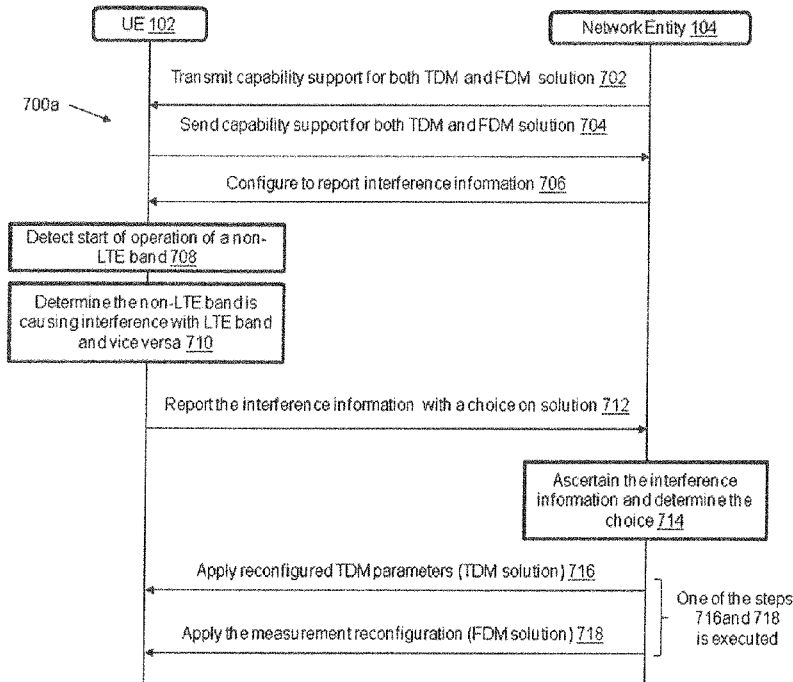 UE 102
Network Entity 104
Transmit capability support for both TDM and FDM solution 702
700a
Send capability support for both TDM and FDM solution 704
Configure to report interference information 706
Detect start of operation of a non-
LTE band 708
Determine the non-LTE band is
causing interference with LTE band
and vice versa 710
Report the interference information with a choice on solution 712
Ascertain the interference
information and determine the
choice 714
Apply reconfigured TDM parameters (TDM solution) 716
One of the steps
716and 718
is executed
Apply the measurement reconfiguration (FDM solution) 718